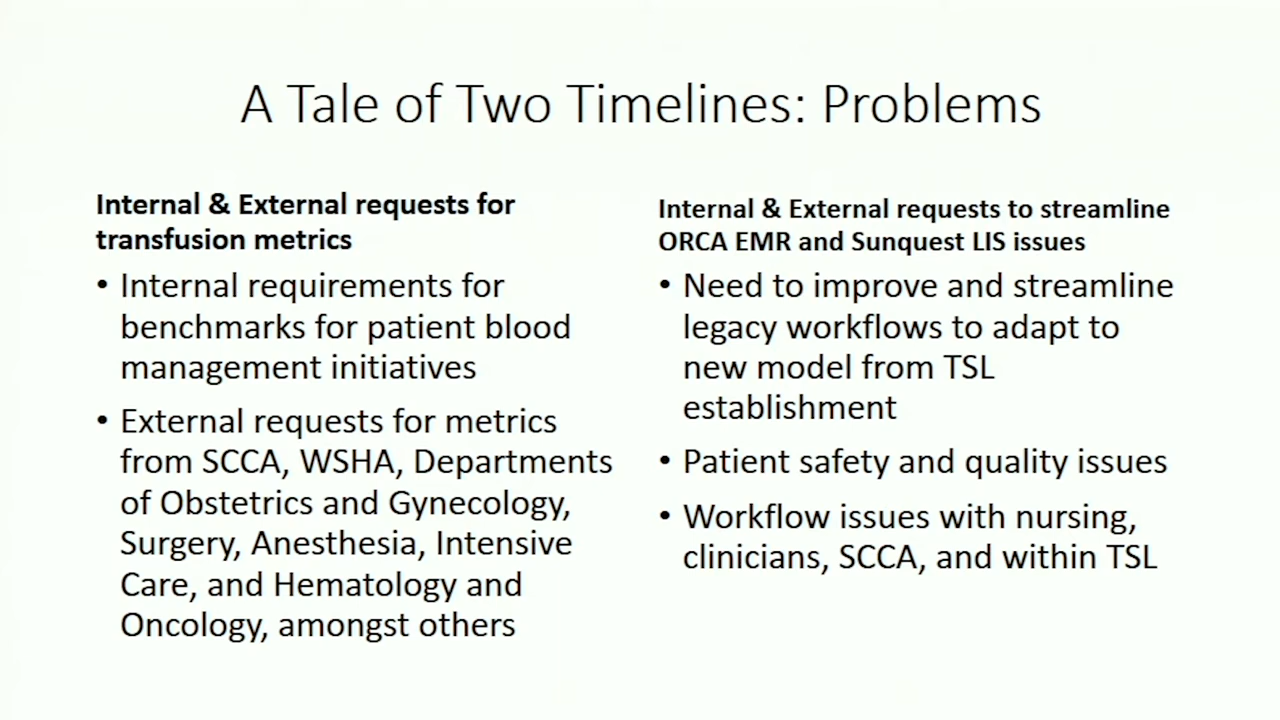 A Tale of Two Timelines: Problems
Internal & External requests for
transfusion metrics
• Internal requirements for
benchmarks for patient blood
management initiatives
• External requests for metrics
from SCCA, WSHA, Departments
of Obstetrics and Gynecology,
Surgery, Anesthesia, Intensive
Care, and Hematology and
Oncology, amongst others
Internal & External requests to streamline
ORCA EMR and Sunquest LIS issues
• Need to improve and streamline
legacy workflows to adapt to
new model from TSL
establishment
• Patient safety and quality issues
• Workflow issues with nursing,
clinicians, SCCA, and within TSL